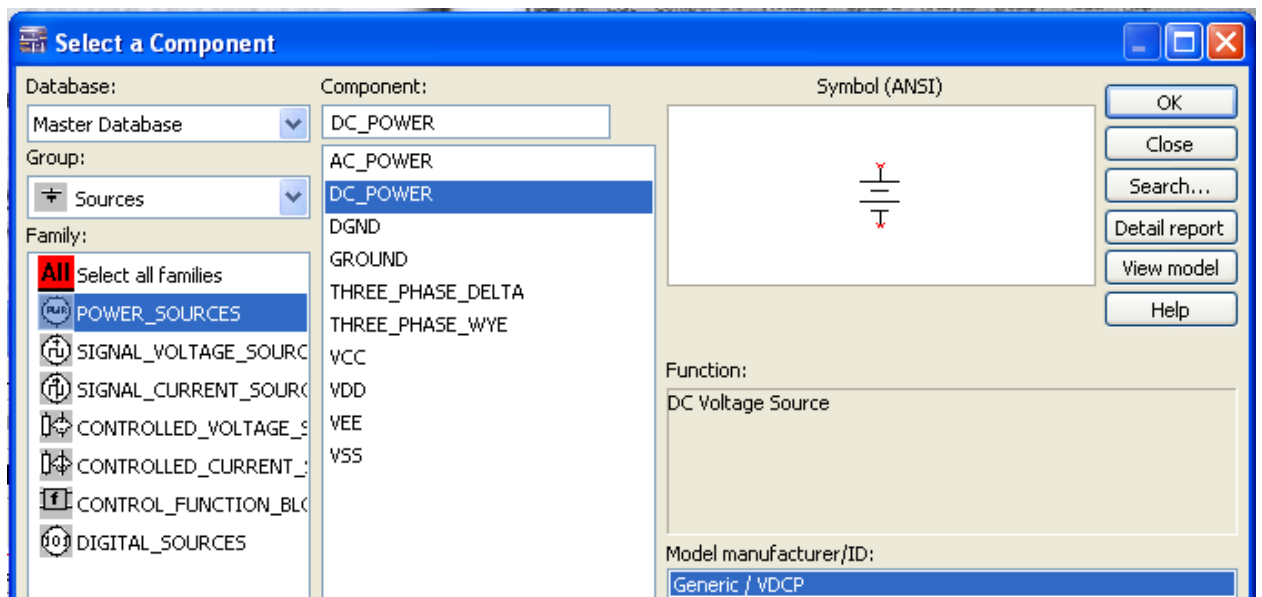 Select a Component
Database:
Master Database
Group:
Sources
Family:
All Select all families
PWR POWER_SOURCES
SIGNAL_VOLTAGE_SOURC
SIGNAL_CURRENT_SOUR
CONTROLLED_VOLTAGE_S
CONTROLLED_CURRENT_
f CONTROL_FUNCTION_BL
DIGITAL_SOURCES
Component:
DC_POWER
AC_POWER
DC_POWER
DGND
GROUND
THREE_PHASE_DELTA
THREE_PHASE_WYE
VCC
VDD
VEE
VSS
Symbol (ANSI)
Function:
DC Voltage Source
Model manufacturer/ID:
Generic / VDCP
OK
Close
Search...
Detail report
View model
Help